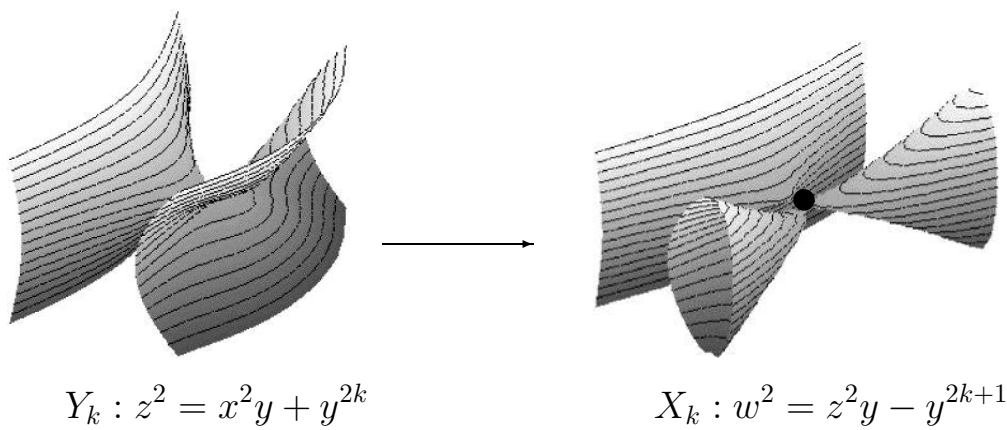 Y_k : z^2 = x^2y + y^{2k}
X_k : w^2 = z^2y − y^{2k+1}